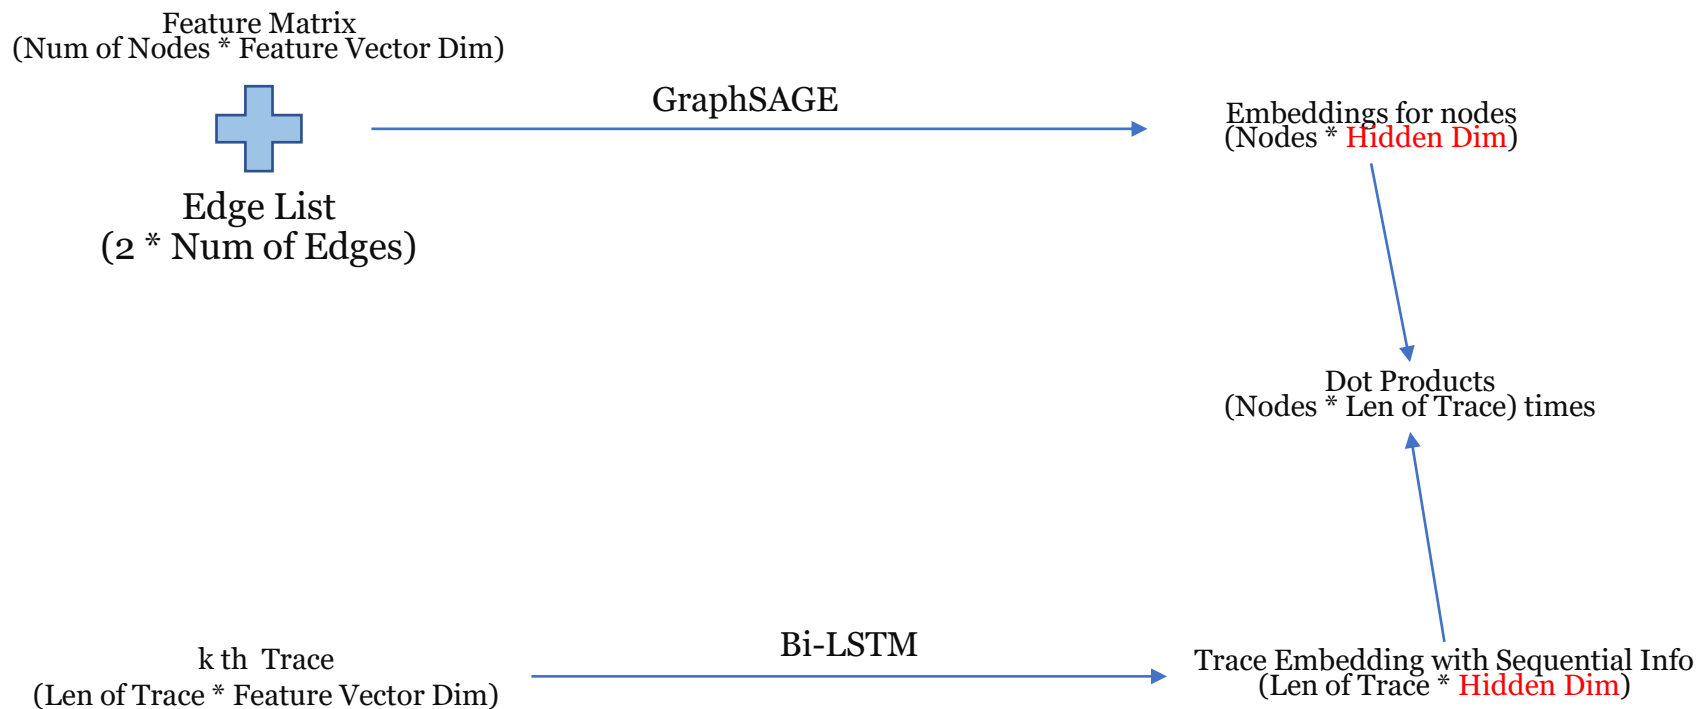 Feature Matrix
(Num of Nodes * Feature Vector Dim)
Edge List
(2 * Num of Edges)
GraphSAGE
Embeddings for nodes
(Nodes * Hidden Dim)
Dot Products
(Nodes * Len of Trace) times
k th  Trace
(Len of Trace * Feature Vector Dim)
Bi-LSTM
Trace Embedding with Sequential Info
(Len of Trace * Hidden Dim)